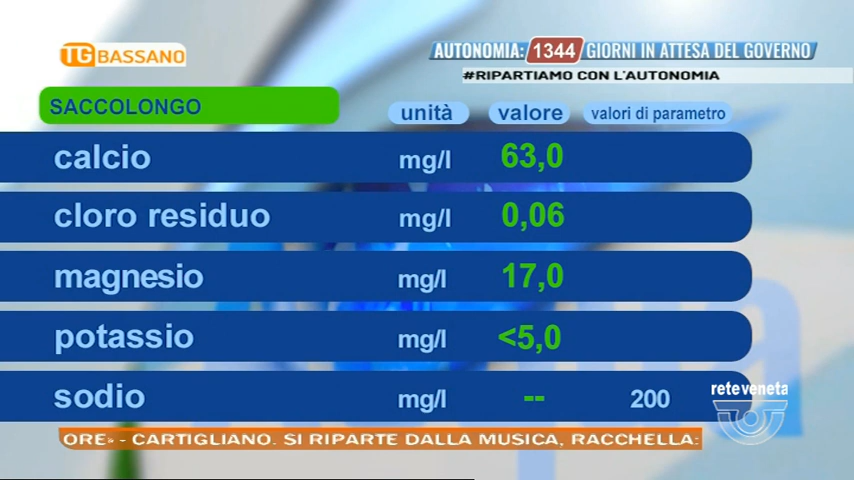 TG BASSANO
AUTONOMIA: 1344 GIORNI IN ATTESA DEL GOVERNO
#RIPARTIAMO CON L'AUTONOMIA
SACCOLONGO unità valore valori di parametro
calcio mg/l 63,0
cloro residuo mg/l 0,06
magnesio mg/l 17,0
potassio mg/l <5,0
sodio mg/l -- 200
reteveneta
ORE» - CARTIGLIANO. SI RIPARTE DALLA MUSICA, RACCHELLA: